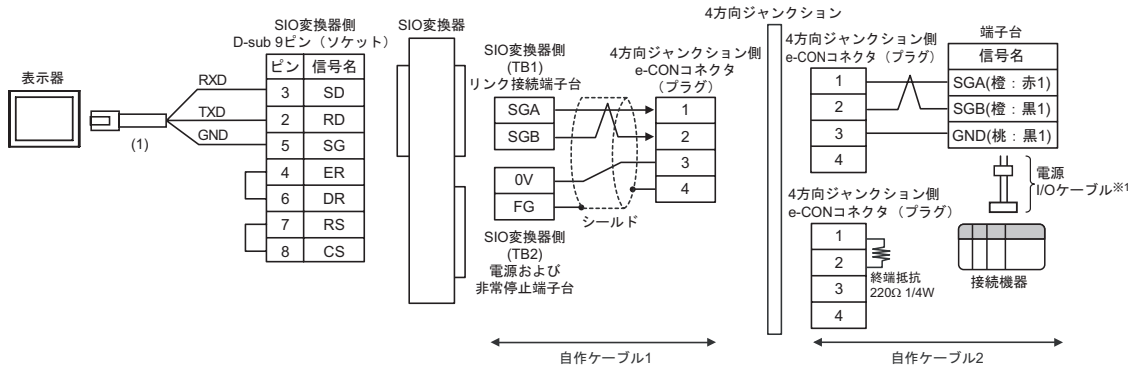 表示器
(1)
RXD
TXD
GND
SIO変換器側
D-sub 9ピン（ソケット）
ピン 信号名
3 SD
2 RD
5 SG
4 ER
6 DR
7 RS
8 CS
SIO変換器
SIO変換器側
(TB1)
リンク接続端子台
SGA
SGB
0V
FG
SIO変換器側
(TB2)
電源および
非常停止端子台
シールド
4方向ジャンクション側
e-CONコネクタ
（プラグ）
1
2
3
4
自作ケーブル1
4方向ジャンクション
4方向ジャンクション側
e-CONコネクタ（プラグ）
1
2
3
4
端子台
信号名
SGA(橙：赤1)
SGB(橙：黒1)
GND(桃：黒1)
電源
I/Oケーブル※1
接続機器
4方向ジャンクション側
e-CONコネクタ（プラグ）
1
2
3
4
終端抵抗
220Ω 1/4W
自作ケーブル2